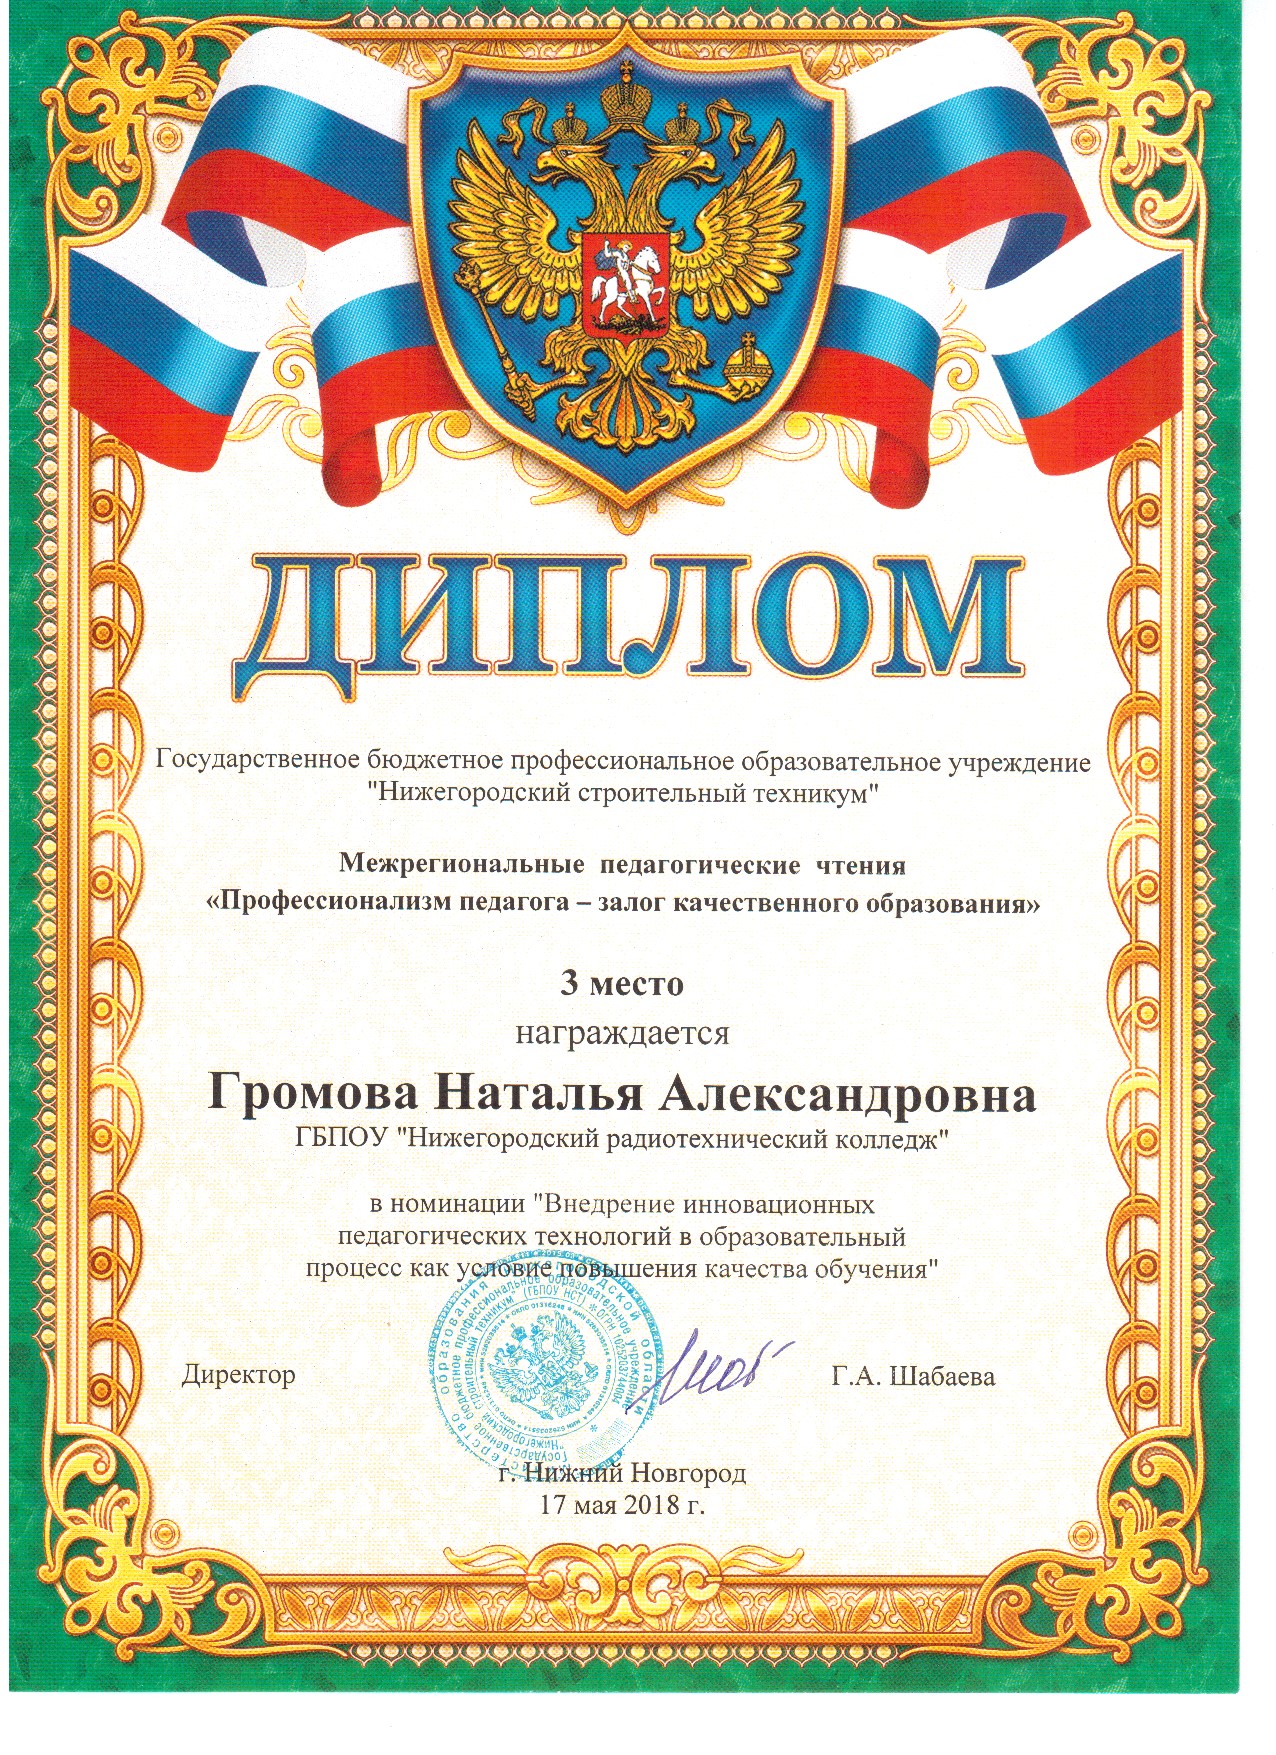 ДИПЛОМ
Государственное бюджетное профессиональное образовательное учреждение
"Нижегородский строительный техникум"
Межрегиональные педагогические чтения
«Профессионализм педагога – залог качественного образования»
3 место
награждается
Громова Наталья Александровна
ГБПОУ "Нижегородский радиотехнический колледж"
в номинации "Внедрение инновационных
педагогических технологий в образовательный
процесс как условие повышения качества обучения"
Директор
Г.А. Шабаева
г. Нижний Новгород
17 мая 2018 г.